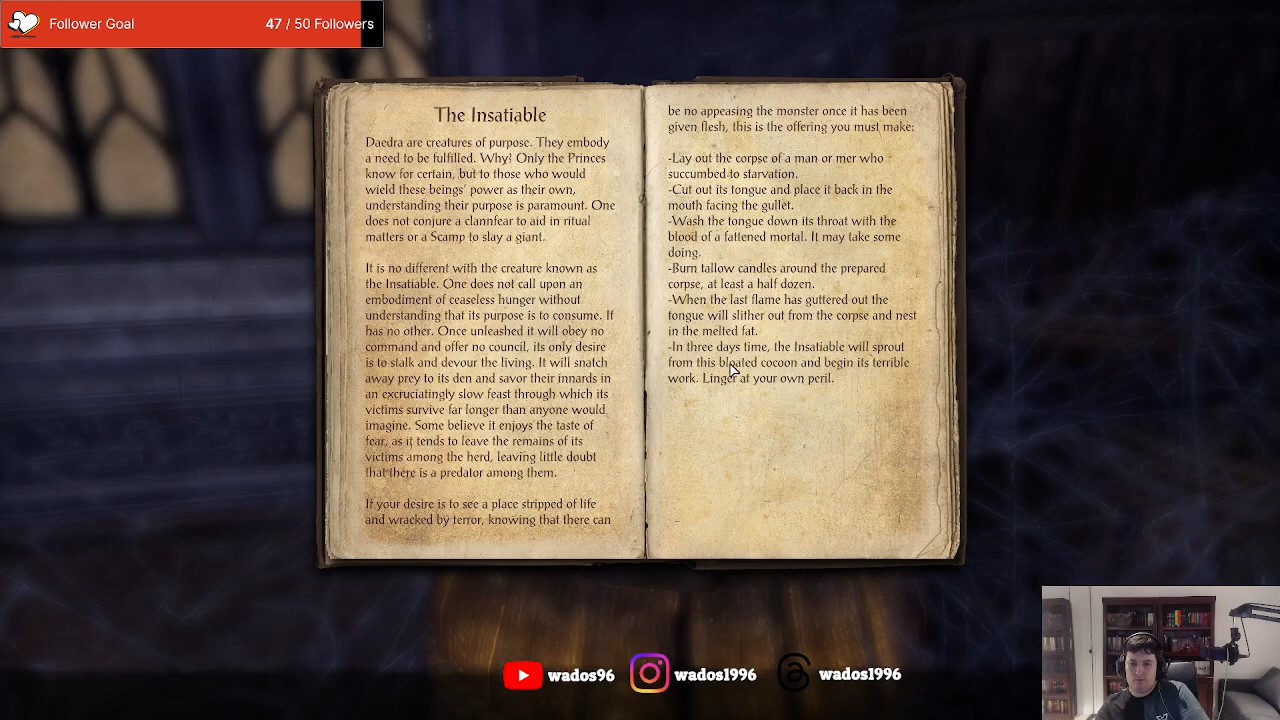 Follower Goal
47 / 50 Followers
The Insatiable
Daedra are creatures of purpose. They embody
a need to be fulfilled. Why? Only the Princes
know for certain, but to those who would
wield these beings' power as their own,
understanding their purpose is paramount. One
does not conjure a clannfear to aid in ritual
matters or a Scamp to slay a giant.
It is no different with the creature known as
the Insatiable. One does not call upon an
embodiment of ceaseless hunger without
understanding that its purpose is to consume. It
has no other. Once unleashed it will obey no
command and offer no council, its only desire
is to stalk and devour the living. It will snatch
away prey to its den and savor their innards in
an excruciatingly slow feast through which its
victims survive far longer than anyone would
imagine. Some believe it enjoys the taste of
fear, as it tends to leave the remains of its
victims among the herd, leaving little doubt
that there is a predator among them.
If your desire is to see a place stripped of life
and wracked by terror, knowing that there can
be no appeasing the monster once it has been
given flesh, this is the offering you must make:
-Lay out the corpse of a man or mer who
succumbed to starvation.
-Cut out its tongue and place it back in the
mouth facing the gullet.
-Wash the tongue down its throat with the
blood of a fattened mortal. It may take some
doing.
-Burn tallow candles around the prepared
corpse, at least a half dozen.
-When the last flame has guttered out the
tongue will slither out from the corpse and nest
in the melted fat.
-In three days time, the Insatiable will sprout
from this bloated cocoon and begin its terrible
work. Linger at your own peril.
wados96
wados1996
wados1996